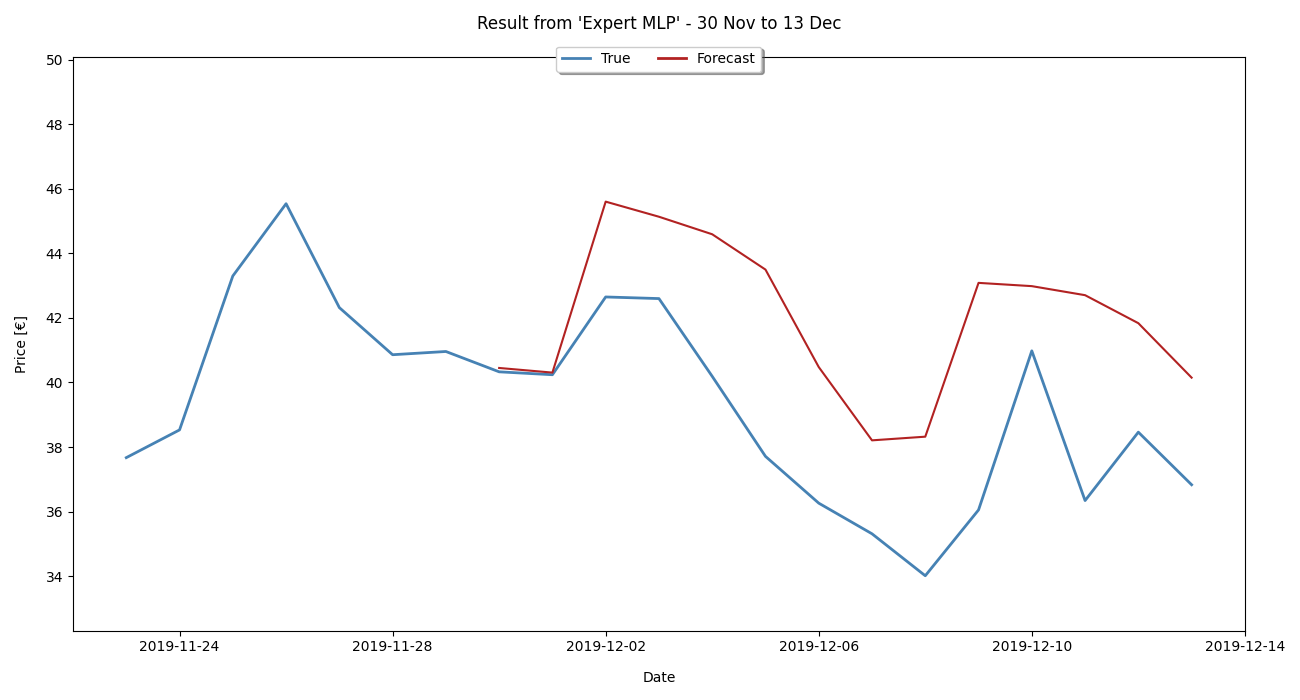 Result from 'Expert MLP' - 30 Nov to 13 Dec
True Forecast
50
48
46
44
42
40
38
36
34
Price [€]
2019-11-24 2019-11-28 2019-12-02 2019-12-06 2019-12-10 2019-12-14
Date